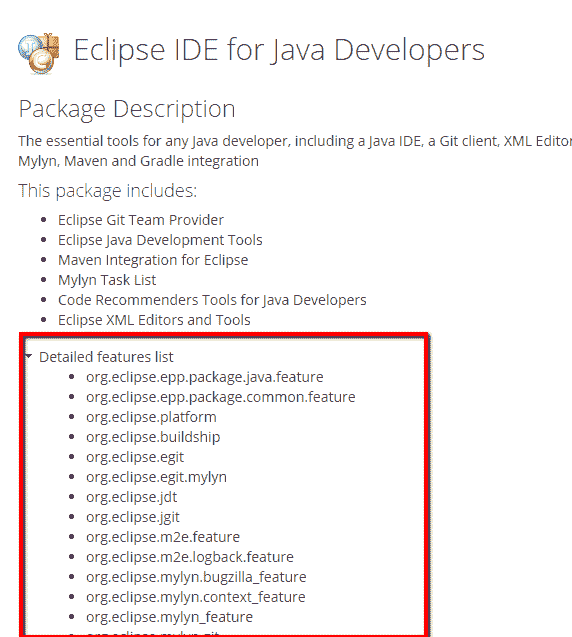 Eclipse IDE for Java Developers
Package Description
The essential tools for any Java developer, including a Java IDE, a Git client, XML Editor
Mylyn, Maven and Gradle integration
This package includes:
Eclipse Git Team Provider
Eclipse Java Development Tools
Maven Integration for Eclipse
Mylyn Task List
Code Recommenders Tools for Java Developers
Eclipse XML Editors and Tools
Detailed features list
org.eclipse.epp.package.java.feature
org.eclipse.epp.package.common.feature
org.eclipse.platform
org.eclipse.buildship
org.eclipse.egit
org.eclipse.egit.mylyn
org.eclipse.jdt
org.eclipse.jgit
org.eclipse.m2e.feature
org.eclipse.m2e.logback.feature
org.eclipse.mylyn.bugzilla_feature
org.eclipse.mylyn.context_feature
org.eclipse.mylyn_feature